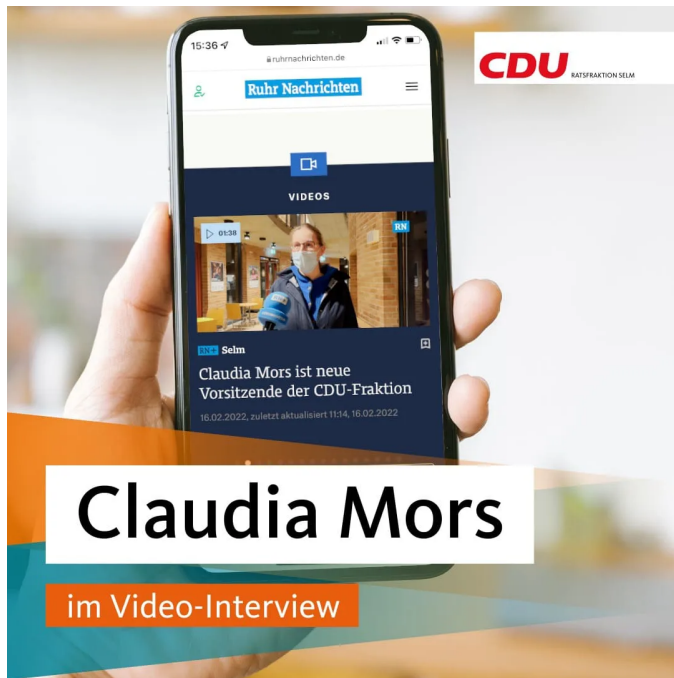 15:36
ruhrnachrichten.de
CDU
RATSFRAKTION SELM
Ruhr Nachrichten
VIDEOS
01:38
RN
RN+ Selm
Claudia Mors ist neue
Vorsitzende der CDU-Fraktion
16.02.2022, zuletzt aktualisiert 11:14, 16.02.2022
Claudia Mors
im Video-Interview